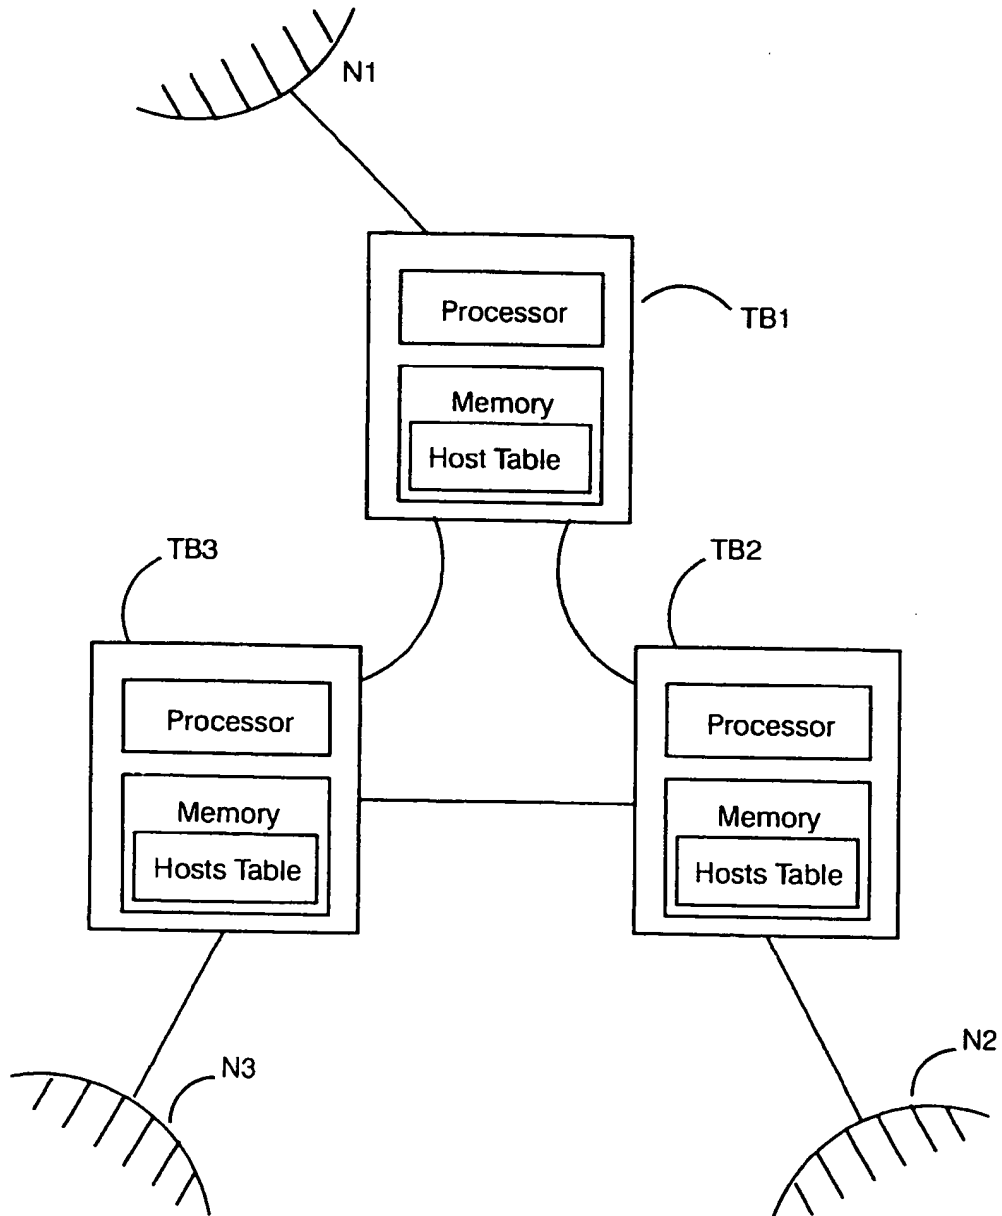 N1
Processor
TB1
Memory
Host Table
TB3
TB2
Processor
Processor
Memory
Memory
Hosts Table
Hosts Table
N2
N3